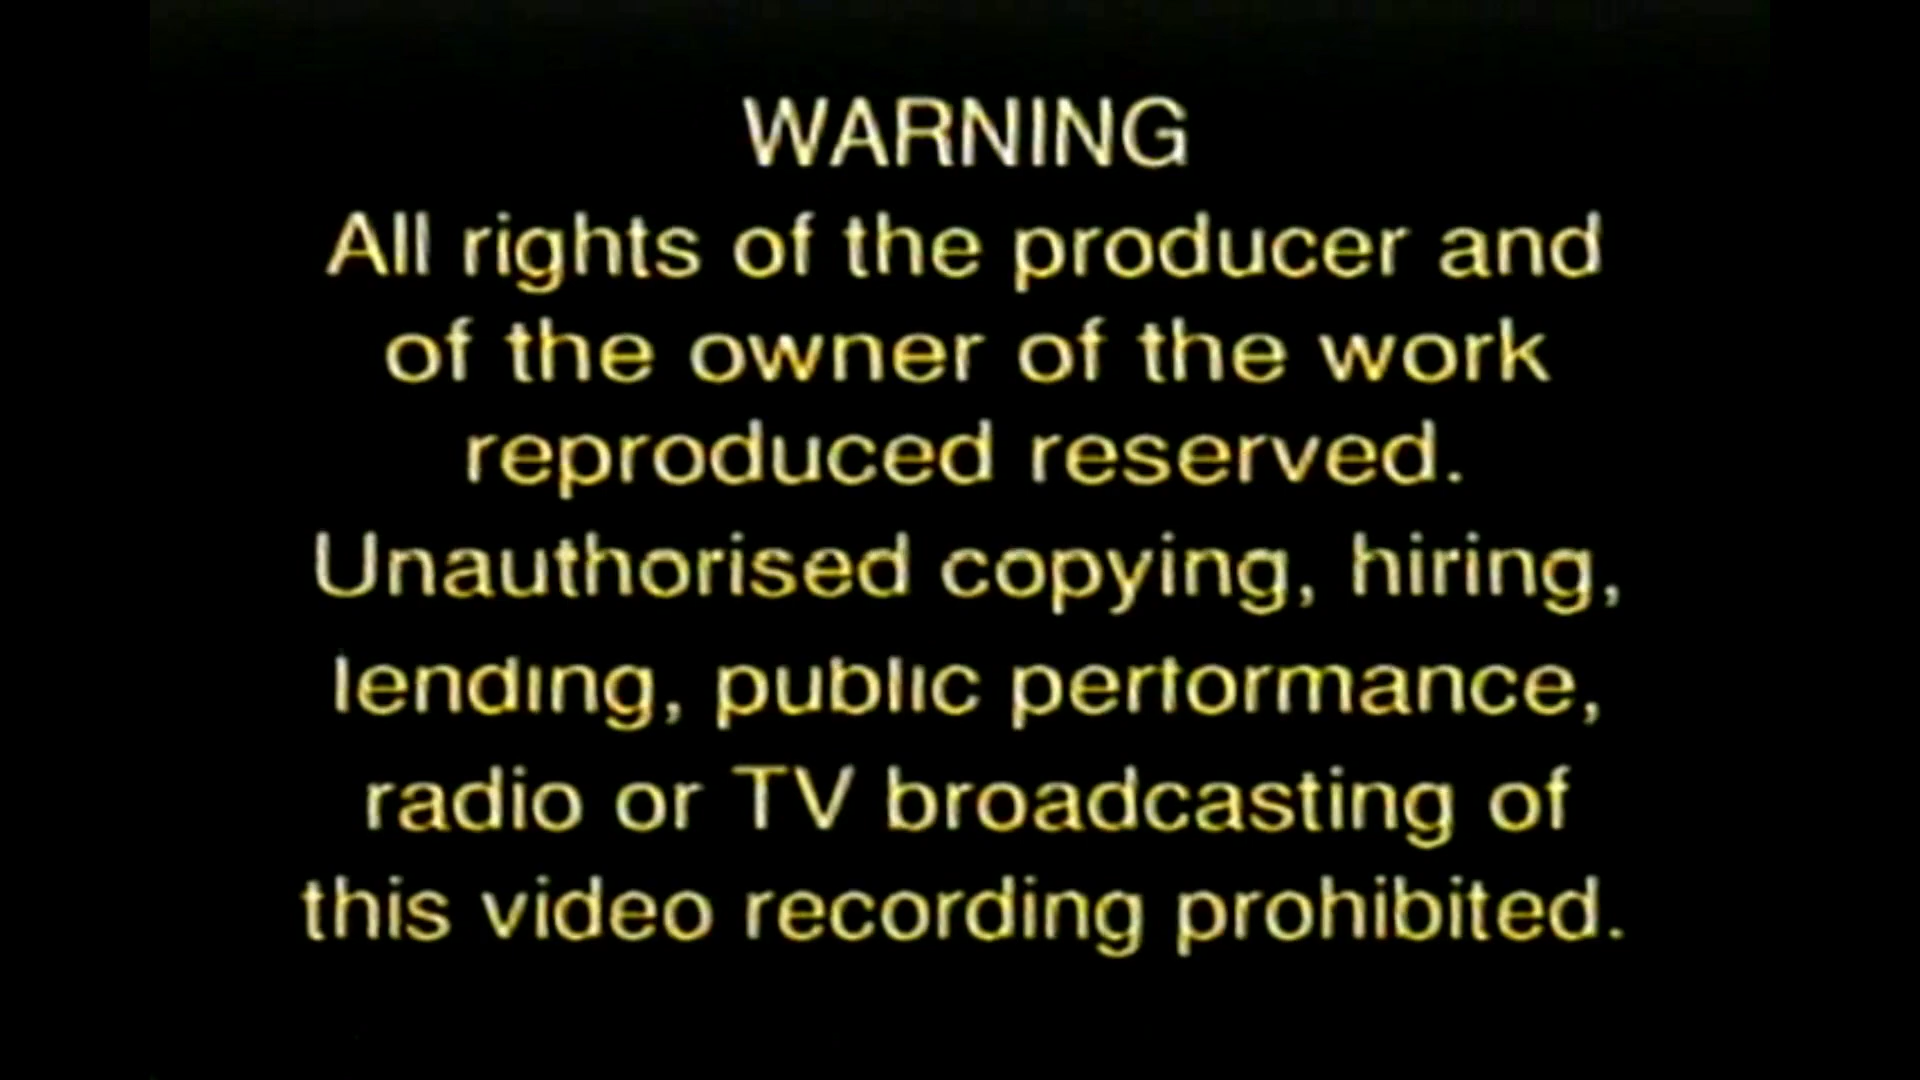 WARNING
All rights of the producer and
of the owner of the work
reproduced reserved.
Unauthorised copying, hiring,
lending, public performance,
radio or TV broadcasting of
this video recording prohibited.